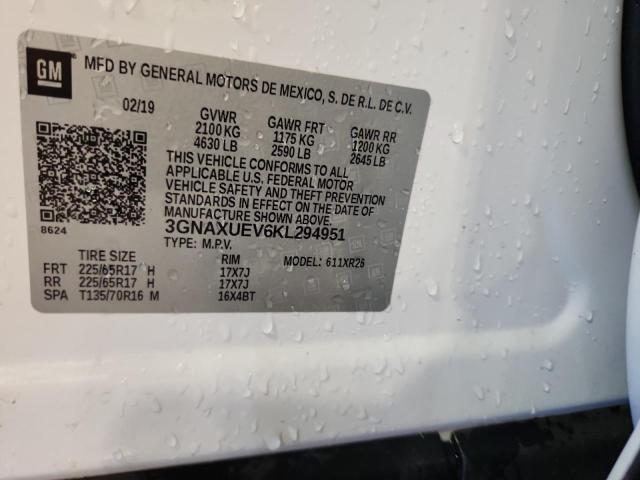 GM
MFD BY GENERAL MOTORS DE MEXICO, S. DE R.L. DE C.V.
02/19
GVWR GAWR FRT GAWR RR
2100 KG 1175 KG 1200 KG
4630 LB 2590 LB 2645 LB
THIS VEHICLE CONFORMS TO ALL
APPLICABLE U.S. FEDERAL MOTOR
VEHICLE SAFETY AND THEFT PREVENTION
STANDARDS IN EFFECT ON THE DATE OF
MANUFACTURE SHOWN ABOVE.
8624
3GNAXUEV6KL294951
TYPE: M.P.V. MODEL: 611XR26
TIRE SIZE RIM
FRT 225/65R17 H 17X7J
RR 225/65R17 H 17X7J
SPA T135/70R16 M 16X4BT